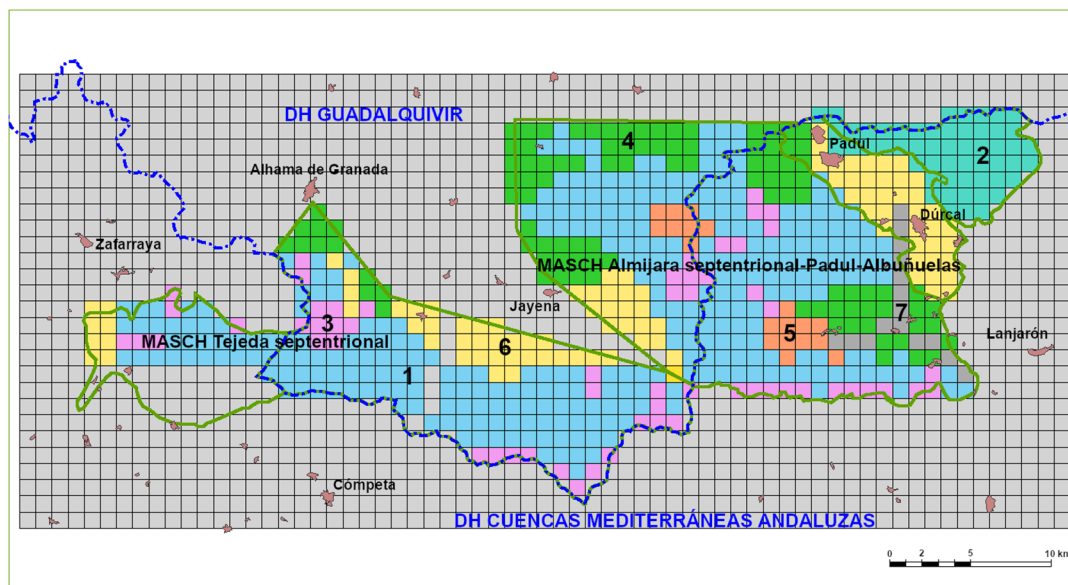 DH GUADALQUIVIR
4
Padul
2
Alhama de Granada
Dúrcal
Zafarraya
MASCH Almijara septentrional-Padul-Albuñuelas
Jayena
7
3
5
Lanjarón
MASCH Tejeda septentrional
6
1
Cómpeta
DH CUENCAS MEDITERRÁNEAS ANDALUZAS
0 2 5 10 km